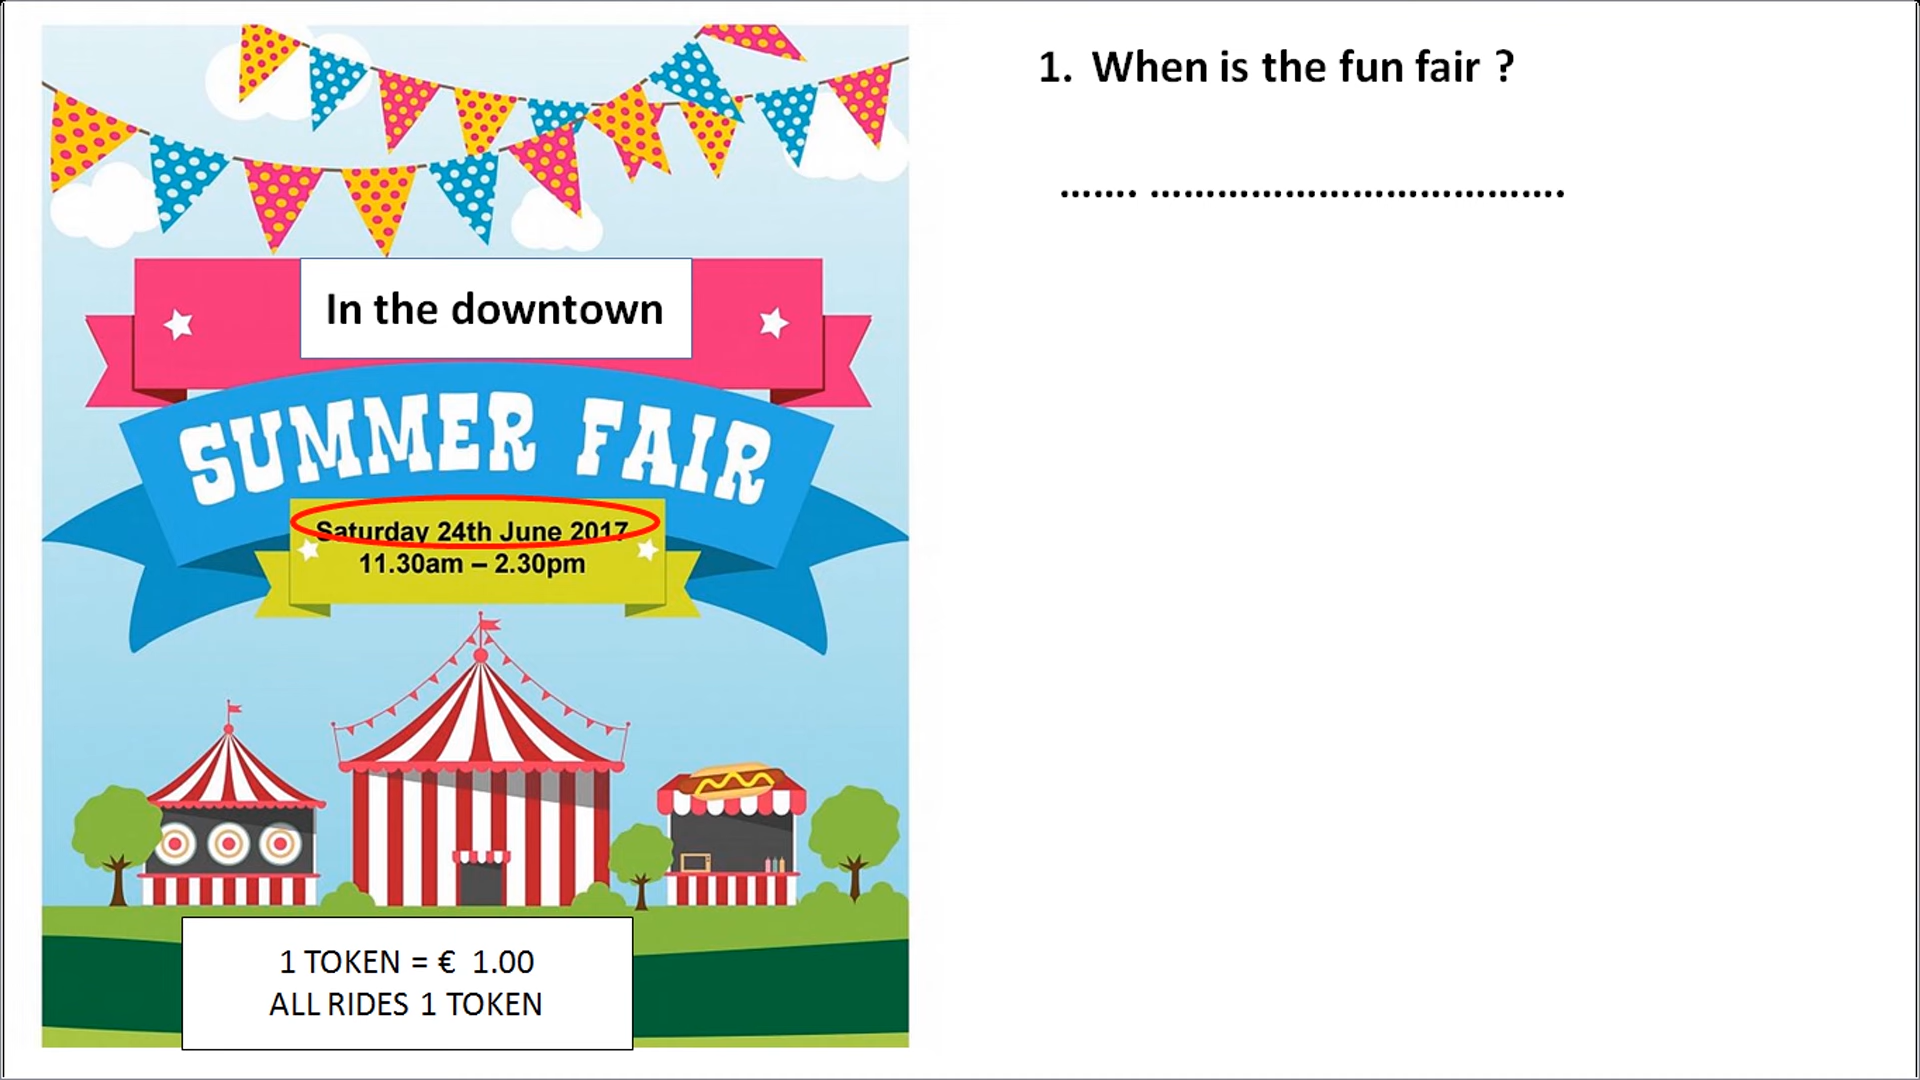 In the downtown
SUMMER FAIR
Saturday 24th June 2017
11.30am – 2.30pm
1 TOKEN = € 1.00
ALL RIDES 1 TOKEN
1. When is the fun fair ?
……. ……………………………….